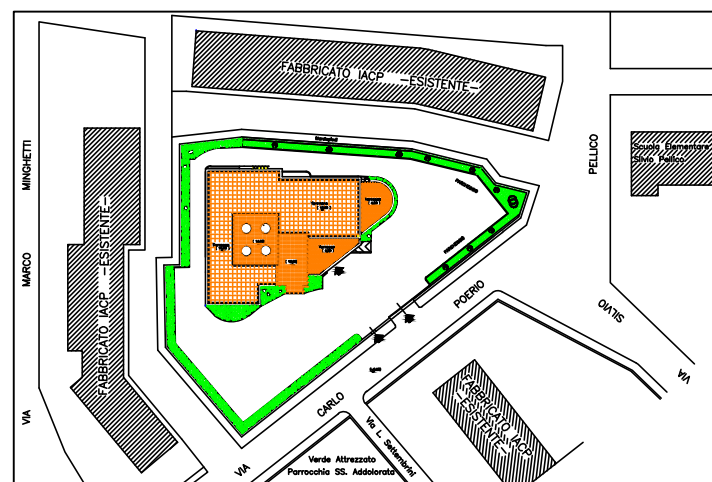 FABBRICATO IACP —ESISTENTE—
MINGHETTI
MARCO
VIA
FABBRICATO IACP —ESISTENTE—
PELLICO
SILVIO
VIA
Scuola Elementare
Silvio Pellico
POERIO
CARLO
VIA
Via L. Settembrini
FABBRICATO IACP
—ESISTENTE—
Verde Attrezzato
Parrocchia SS. Addolorata